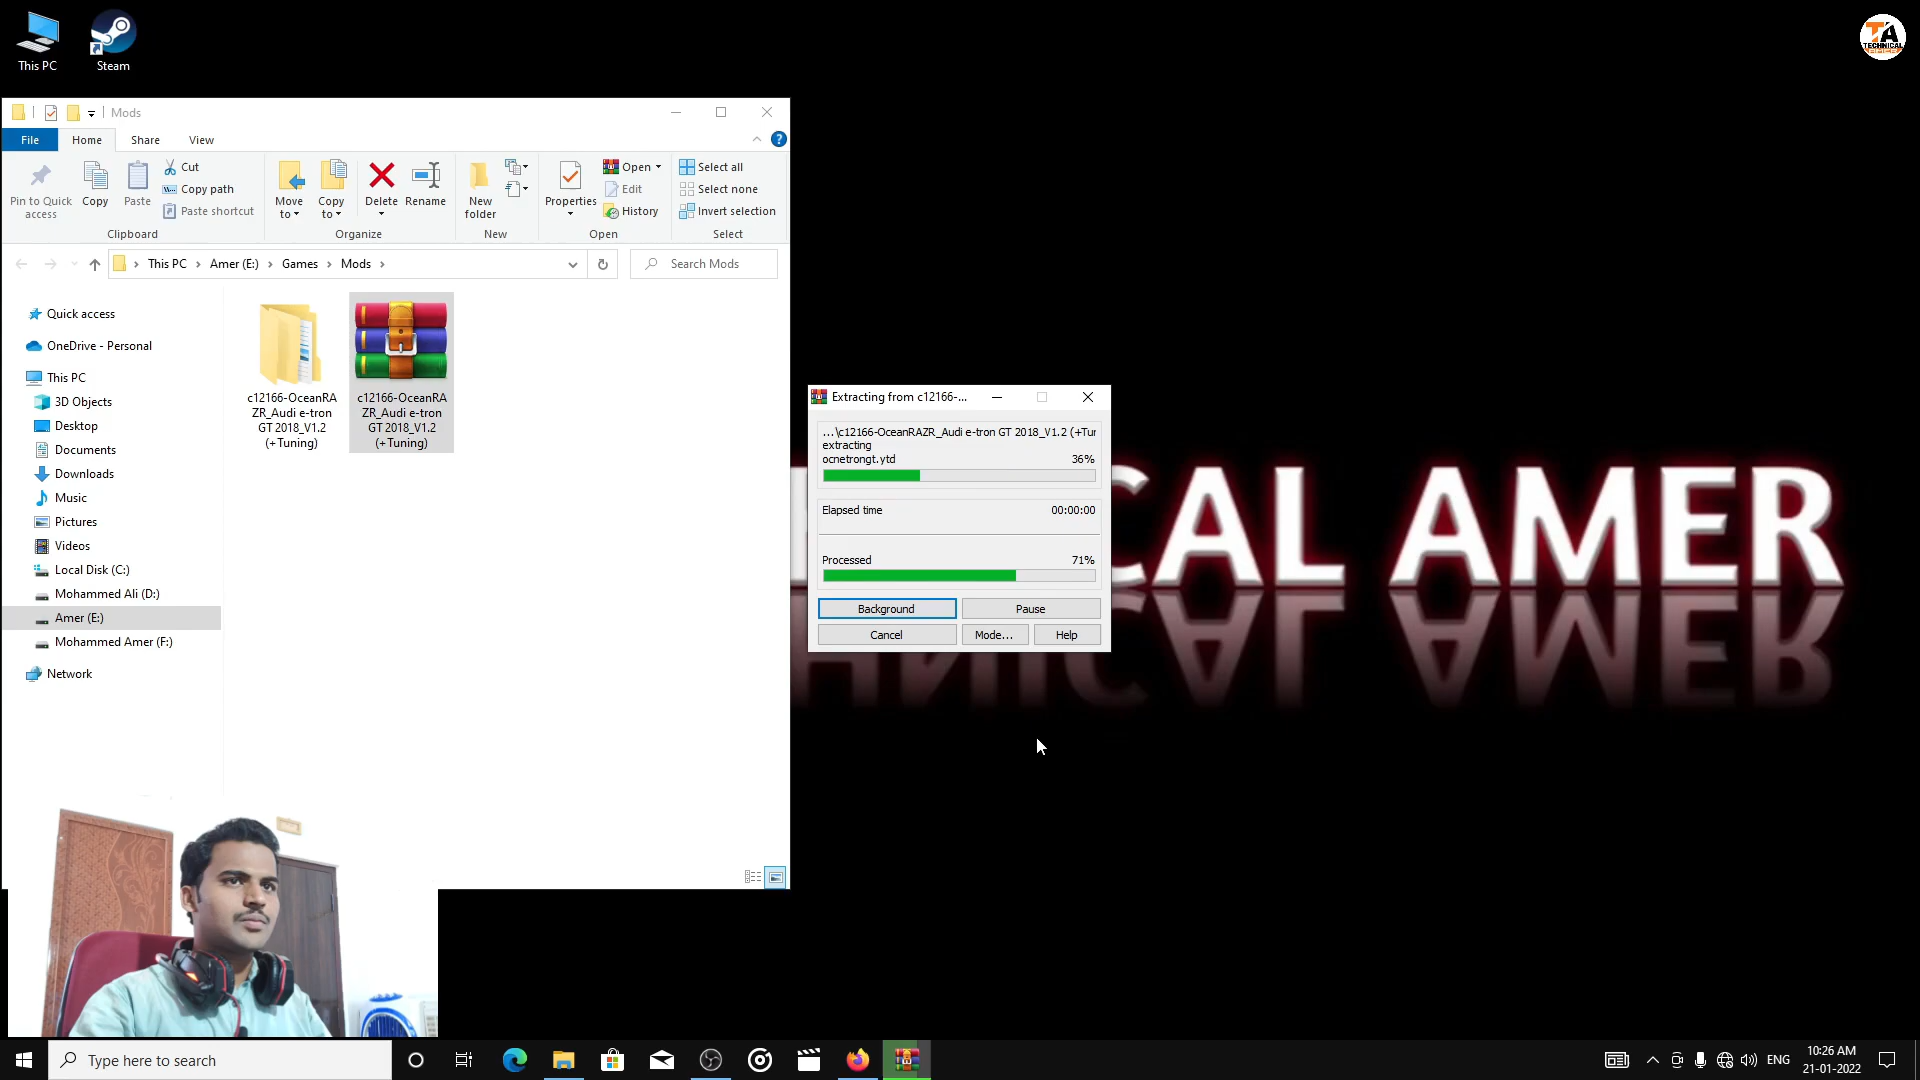 This PC
Steam
TA
TECHNICAL
Mods
File
Home
Share
View
Pin to Quick
access
Copy
Paste
Cut
Copy path
Paste shortcut
Clipboard
Move
to
Copy
to
Delete
Rename
Organize
New
folder
New
Properties
Open
Edit
History
Open
Select all
Select none
Invert selection
Select
This PC
Amer (E:)
Games
Mods
Search Mods
Quick access
OneDrive - Personal
This PC
3D Objects
Desktop
Documents
Downloads
Music
Pictures
Videos
Local Disk (C:)
Mohammed Ali (D:)
Amer (E:)
Mohammed Amer (F:)
Network
c12166-OceanRA
ZR_Audi e-tron
GT 2018_V1.2
(+Tuning)
c12166-OceanRA
ZR_Audi e-tron
GT 2018_V1.2
(+Tuning)
Extracting from c12166-...
...\c12166-OceanRAZR_Audi e-tron GT 2018_V1.2 (+Tur
extracting
ocnetrongt.ytd 36%
Elapsed time 00:00:00
Processed 71%
Background
Pause
Cancel
Mode...
Help
CAL AMER
Type here to search
ENG
10:26 AM
21-01-2022